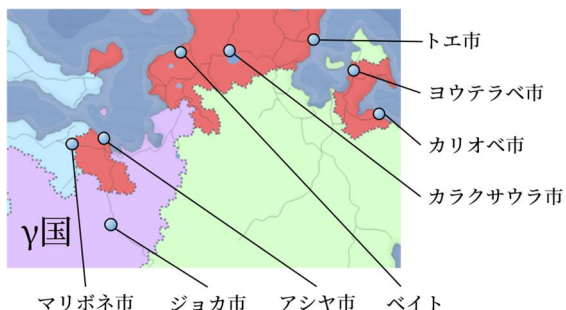 トエ市
ヨウテラベ市
カリオベ市
カラクサウラ市
γ国
マリボネ市 ジョカ市 アシヤ市 ベイト